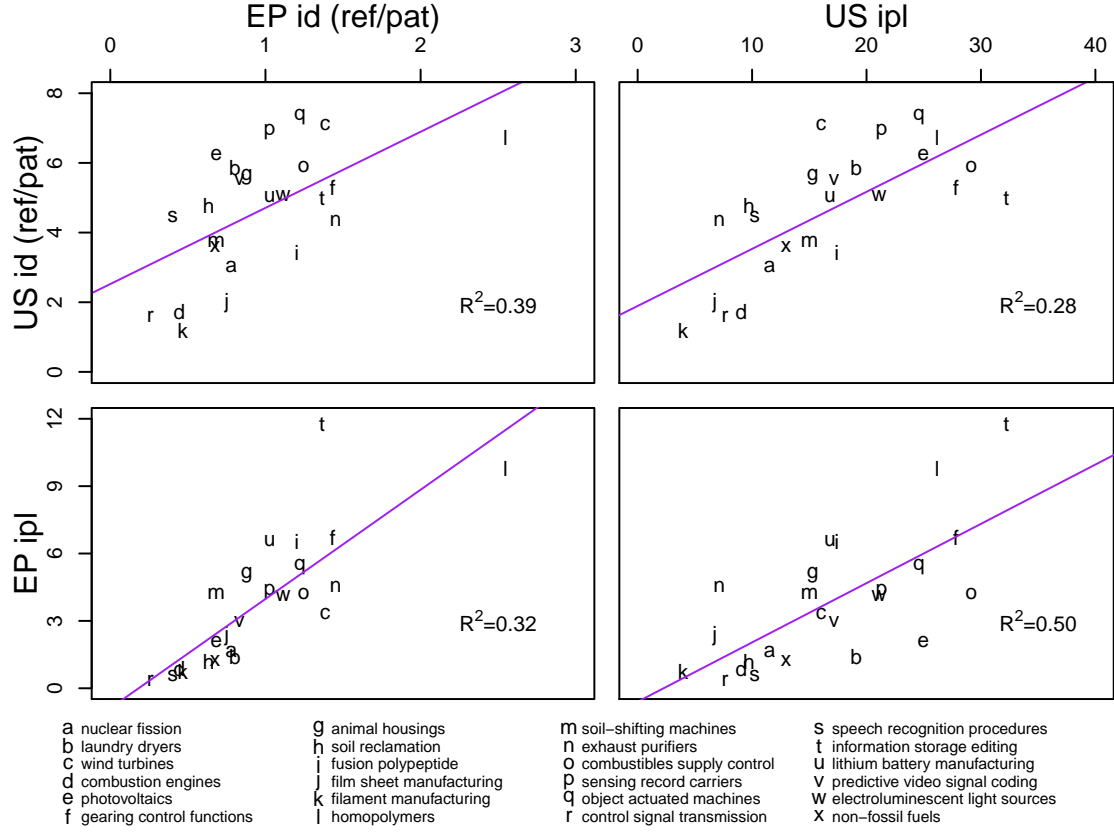 EP id (ref/pat) US ipl
0 1 2 3 0 10 20 30 40
US id (ref/pat)
8
6
4
2
0
q c p l e b g v o u w f t h s n m x i a j d r k
R²=0.39
c q p l e o b g v u w f t h s n m x i a j d r k
R²=0.28
EP ipl
12
9
6
3
0
t l u i f g q m p w n o c v j e a x b h d s k r
R²=0.32
t l u i f g q n m p w o c v j e a x b h d k s r
R²=0.50
a nuclear fission g animal housings m soil−shifting machines s speech recognition procedures
b laundry dryers h soil reclamation n exhaust purifiers t information storage editing
c wind turbines i fusion polypeptide o combustibles supply control u lithium battery manufacturing
d combustion engines j film sheet manufacturing p sensing record carriers v predictive video signal coding
e photovoltaics k filament manufacturing q object actuated machines w electroluminescent light sources
f gearing control functions l homopolymers r control signal transmission x non−fossil fuels